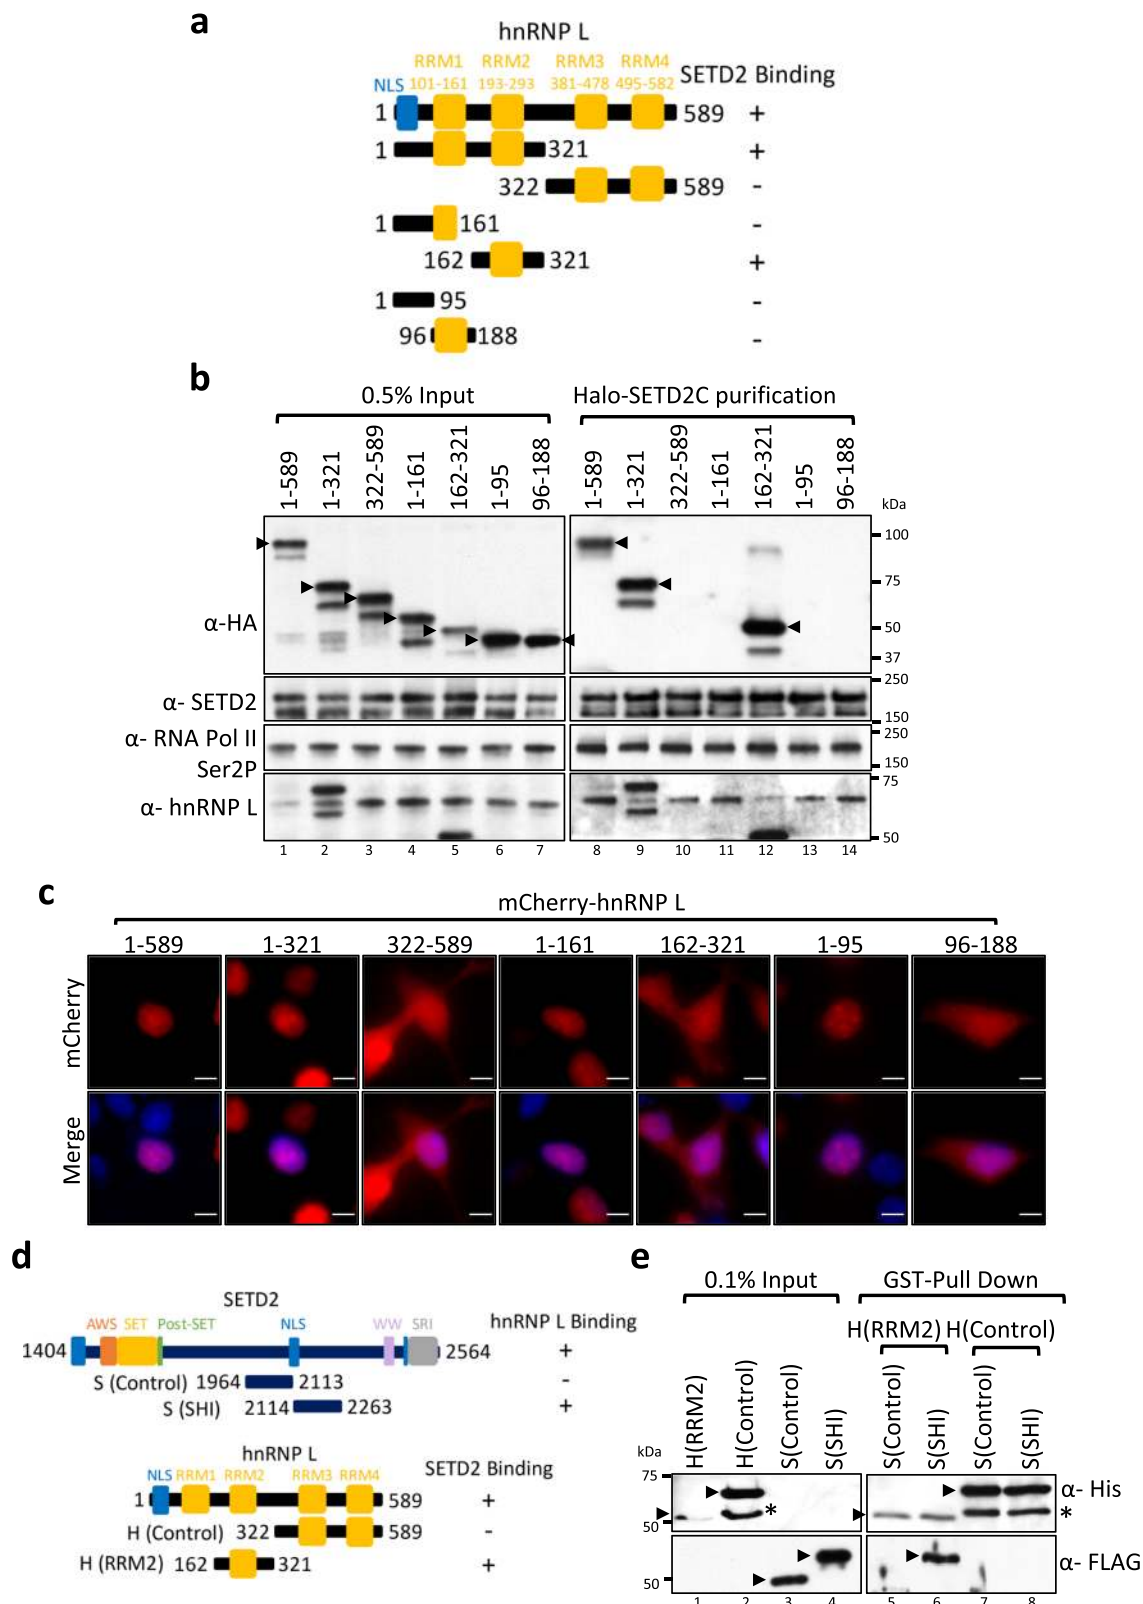 a
hnRNP L
RRM1 RRM2 RRM3 RRM4
SETD2 Binding
NLS 101-161 193-293 381-478 495-582
1 589 +
1 321 +
322 589 -
1 161 -
162 321 +
1 95 -
96 188 -
b
0.5% Input
Halo-SETD2C purification
1-589 1-321 322-589 1-161 162-321 1-95 96-188
1-589 1-321 322-589 1-161 162-321 1-95 96-188
kDa
100
75
50
37
α-HA
250
150
α- SETD2
250
150
α- RNA Pol II
Ser2P
75
50
α- hnRNP L
1 2 3 4 5 6 7 8 9 10 11 12 13 14
c
mCherry-hnRNP L
1-589 1-321 322-589 1-161 162-321 1-95 96-188
mCherry
Merge
d
SETD2
AWS SET Post-SET NLS WW SRI
hnRNP L Binding
1404 2564 +
S (Control) 1964 2113 -
S (SHI) 2114 2263 +
hnRNP L
NLS RRM1 RRM2 RRM3 RRM4
SETD2 Binding
1 589 +
H (Control) 322 589 -
H (RRM2) 162 321 +
e
0.1% Input
GST-Pull Down
H(RRM2) H(Control)
H(RRM2) H(Control) S(Control) S(SHI)
S(Control) S(SHI) S(Control) S(SHI)
kDa
75
50
* *
α- His
50
α- FLAG
1 2 3 4 5 6 7 8